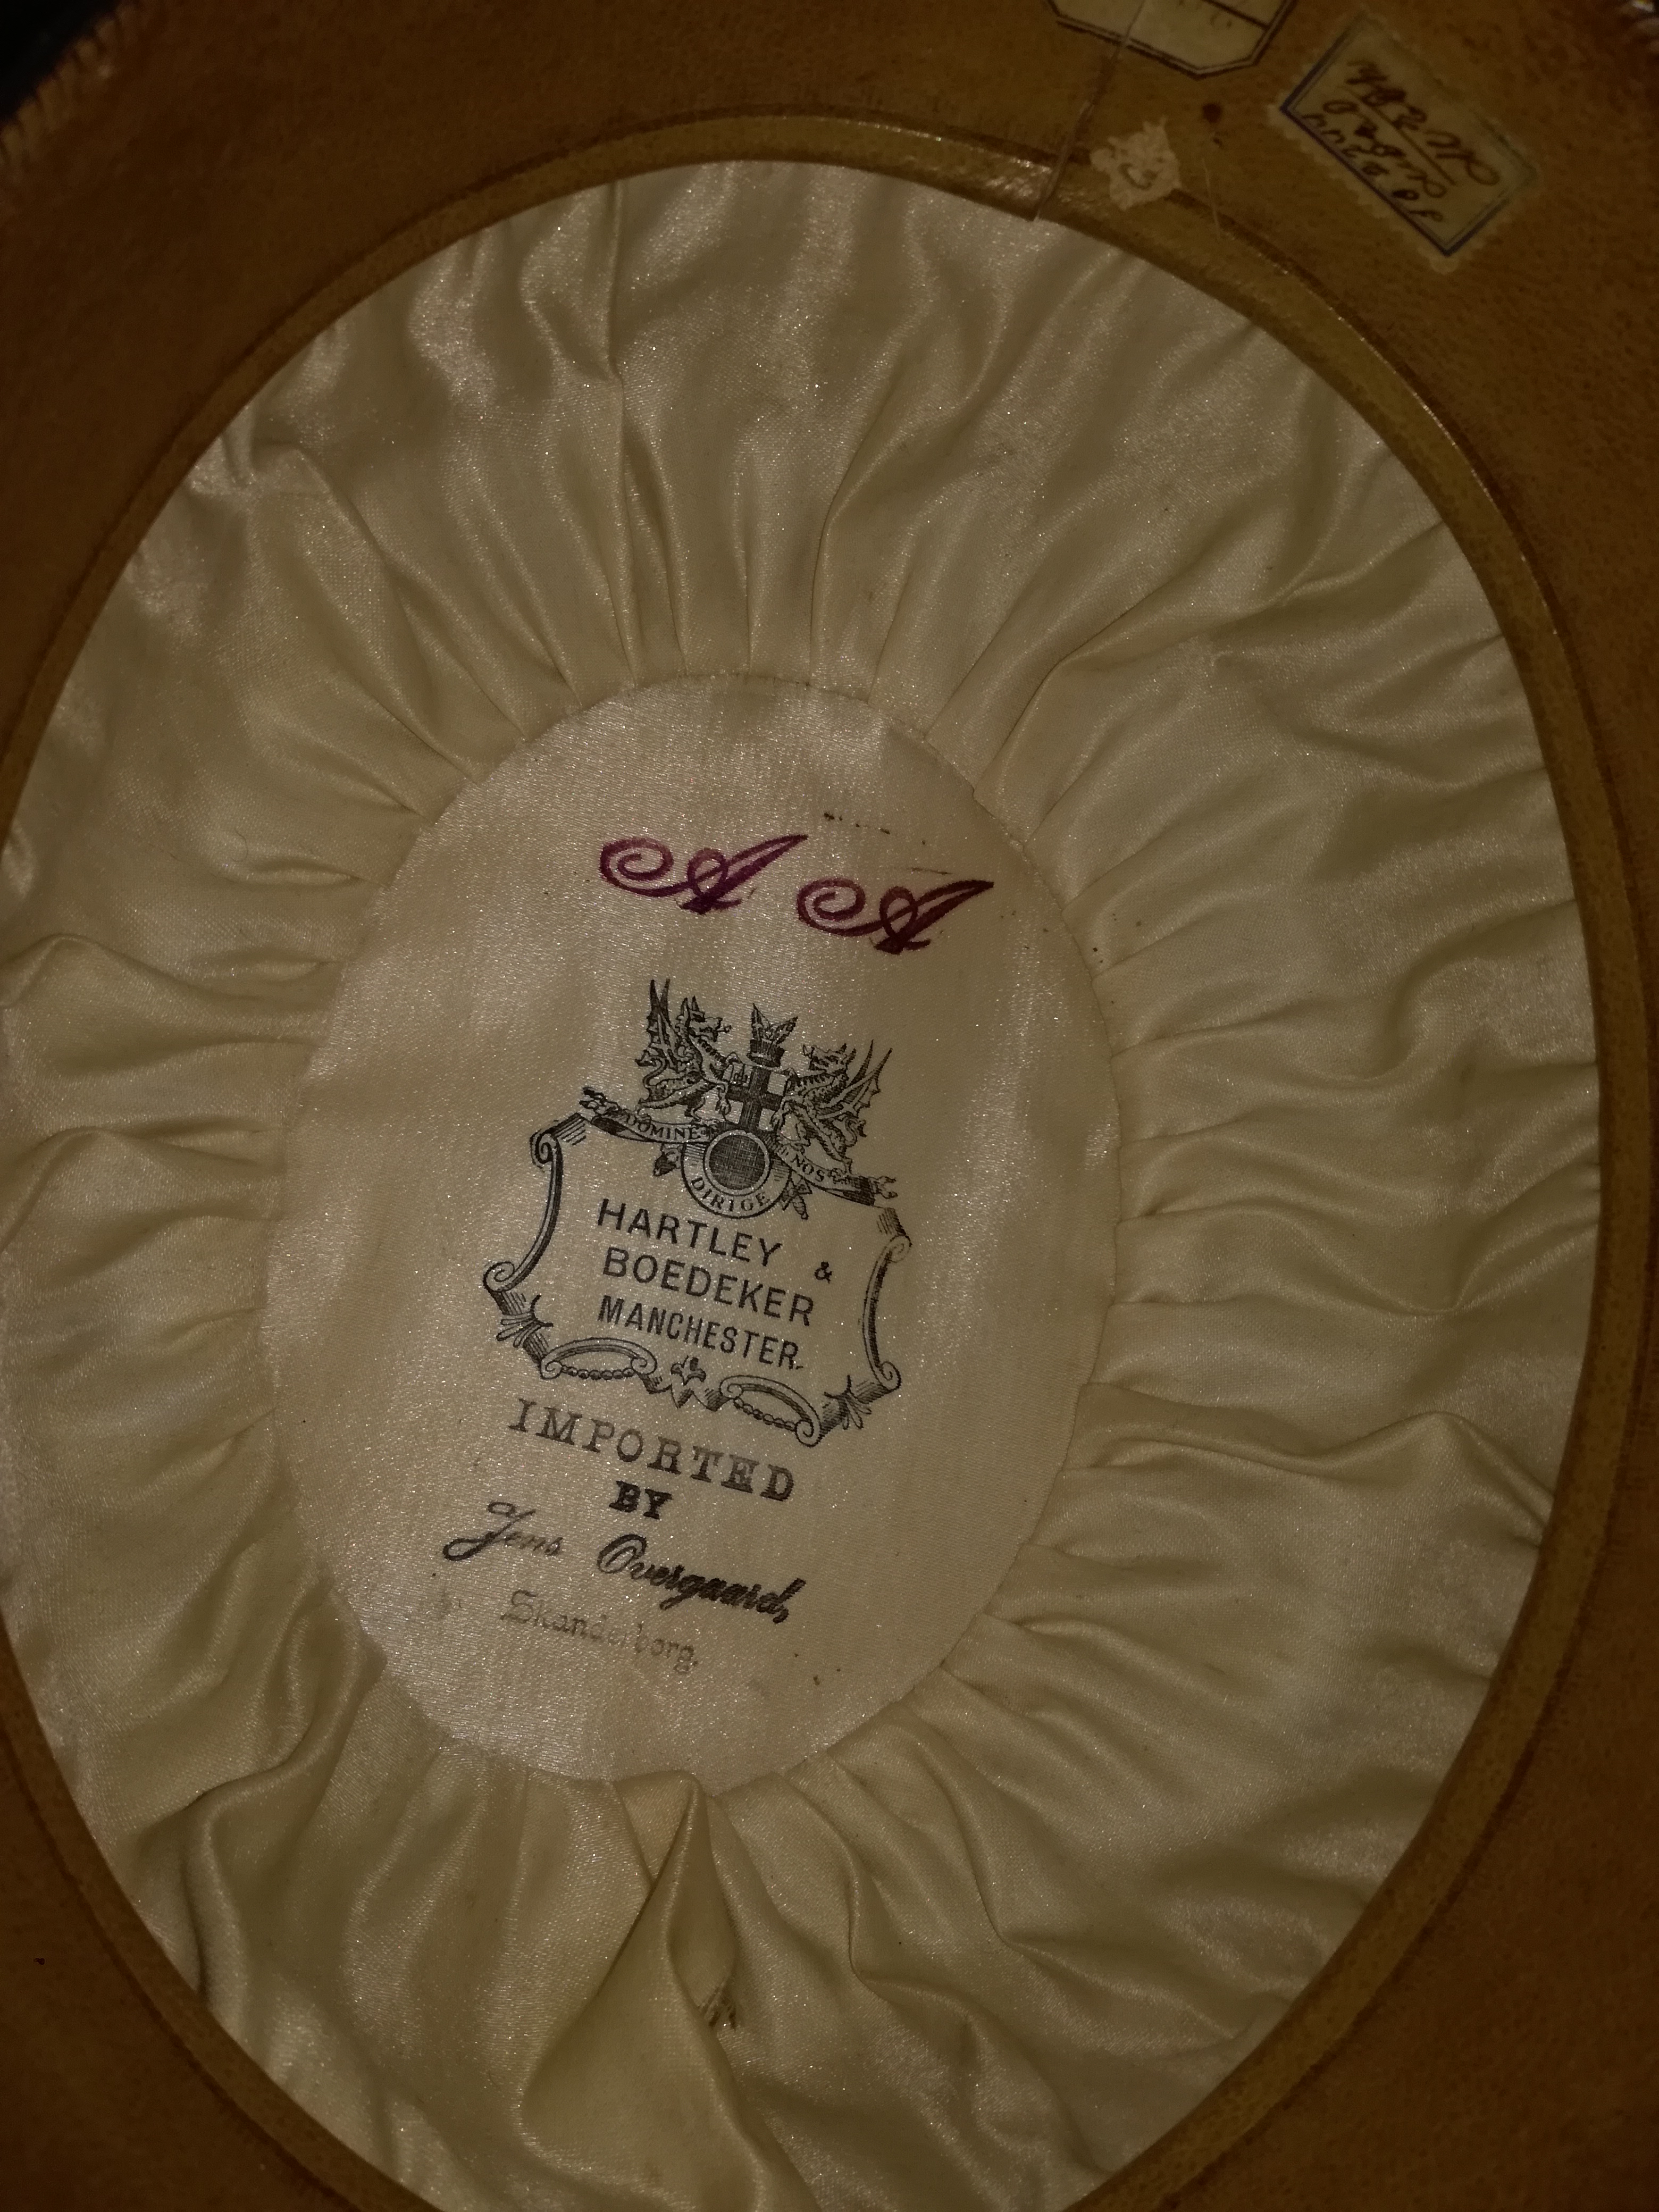 A A
DOMINE DIRIGE NOS
HARTLEY &
BOEDEKER
MANCHESTER.
IMPORTED
BY
Jens Overgaard,
Skanderborg.